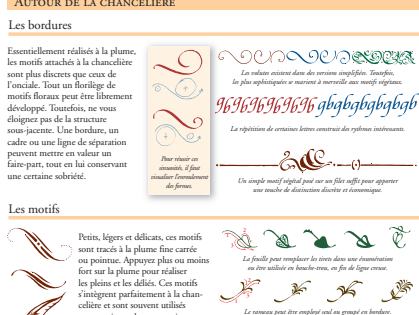 AUTOUR DE LA CHANCELIÈRE
Les bordures
Essentiellement réalisés à la plume,
les motifs attachés à la chancelière
sont plus discrets que ceux de
l'onciale. Tout un florilège de
motifs floraux peut être librement
développé. Toutefois, ne vous
éloignez pas de la structure
sous-jacente. Une bordure, un
cadre ou une ligne de séparation
peuvent mettre en valeur un
faire-part, tout en lui conservant
une certaine sobriété.
Pour réussir ces
sinuosités, il faut
visualiser l'enroulement
des formes.
Les volutes existent dans des versions simplifiées. Toutefois,
les plus sophistiquées se marient à merveille aux motifs végétaux.
gbgbgbgbgbgb gbgbgbgbgbgb
La répétition de certaines lettres construit des rythmes intéressants.
Un simple motif végétal posé sur un filet suffit pour apporter
une touche de distinction discrète et économique.
Les motifs
Petits, légers et délicats, ces motifs
sont tracés à la plume fine carrée
ou pointue. Appuyez plus ou moins
fort sur la plume pour réaliser
les pleins et les déliés. Ces motifs
s'intègrent parfaitement à la chan-
celière et sont souvent utilisés
La feuille peut remplacer les tirets dans une énumération
ou être utilisée en bouche-trou, en fin de ligne creuse.
Le rameau peut être employé seul ou groupé en bordure.